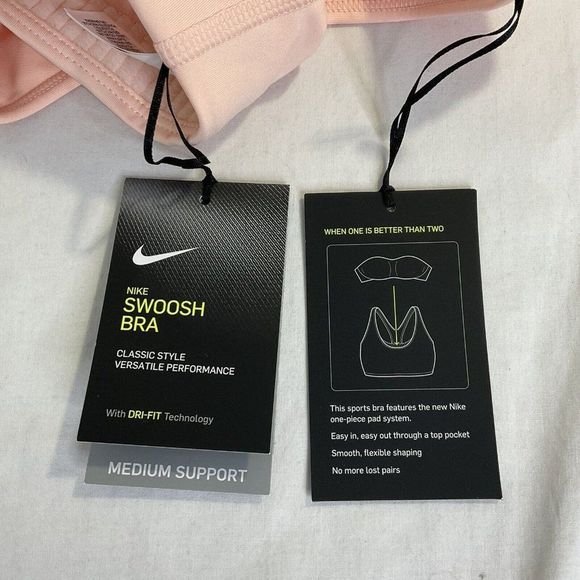 NIKE
SWOOSH
BRA
CLASSIC STYLE
VERSATILE PERFORMANCE
With DRI-FIT Technology
MEDIUM SUPPORT
WHEN ONE IS BETTER THAN TWO
This sports bra features the new Nike
one-piece pad system.
Easy in, easy out through a top pocket
Smooth, flexible shaping
No more lost pairs